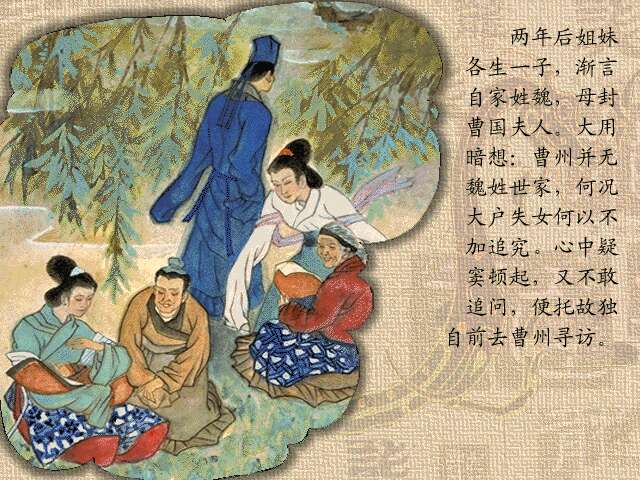 两年后姐妹
各生一子，渐言
自家姓魏，母封
曹国夫人。大用
暗想：曹州并无
魏姓世家，何况
大户失女何以不
加追究。心中疑
窦顿起，又不敢
追问，便托故独
自前去曹州寻访。